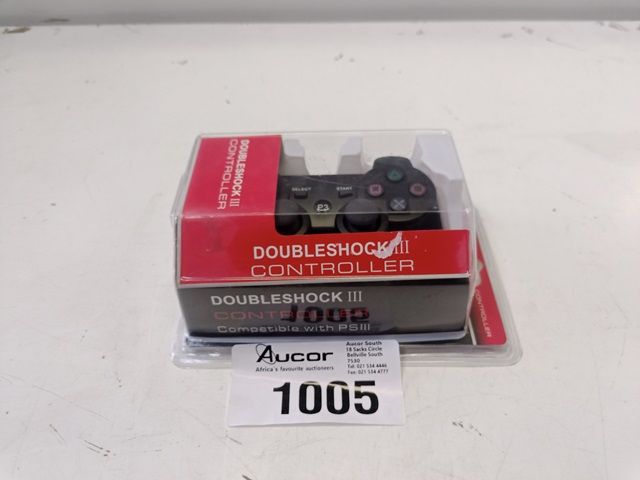 DOUBLESHOCK III
CONTROLLER
SELECT START
P3
DOUBLESHOCK III
CONTROLLER
DOUBLESHOCK III
CONTROLLER
Compatible with PSIII
CONTROLLER
Aucor
Africa's favourite auctioneers
Aucor South
18 Sacks Circle
Bellville South
7530
Tel: 021 534 4446
Fax: 021 534 4777
1005